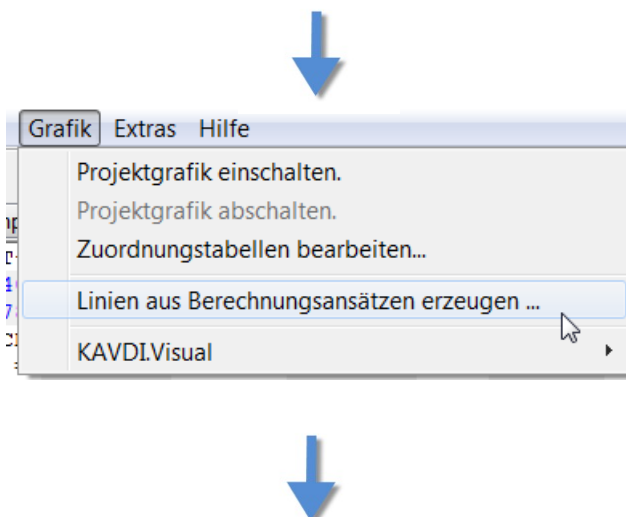 Grafik Extras Hilfe
Projektgrafik einschalten.
Projektgrafik abschalten.
Zuordnungstabellen bearbeiten...
Linien aus Berechnungsansätzen erzeugen ...
KAVDI.Visual